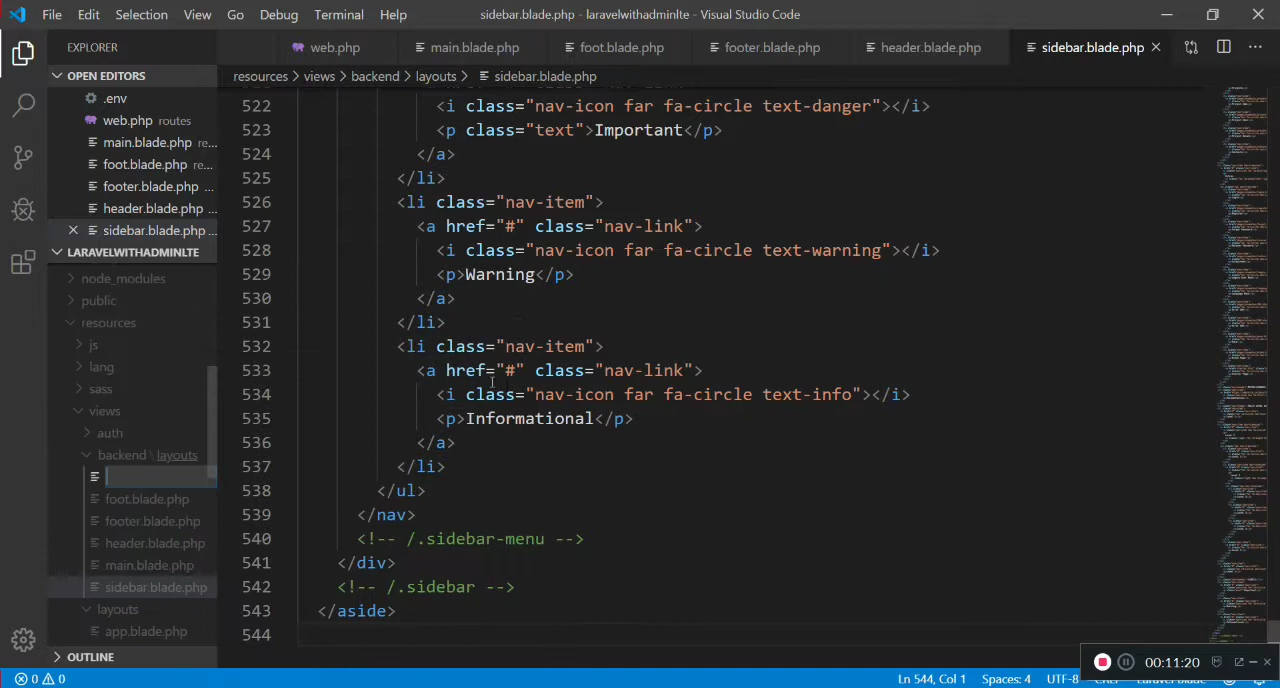 File Edit Selection View Go Debug Terminal Help
sidebar.blade.php - laravelwithadminlte - Visual Studio Code
EXPLORER
web.php main.blade.php foot.blade.php footer.blade.php header.blade.php sidebar.blade.php
OPEN EDITORS
.env
web.php routes
main.blade.php re...
foot.blade.php re...
footer.blade.php ...
header.blade.php ...
sidebar.blade.php ...
LARAVELWITHADMINLTE
node_modules
public
resources
js
lang
sass
views
auth
backend \ layouts
foot.blade.php
footer.blade.php
header.blade.php
main.blade.php
sidebar.blade.php
layouts
app.blade.php
OUTLINE
resources > views > backend > layouts > sidebar.blade.php
522 <i class="nav-icon far fa-circle text-danger"></i>
523 <p class="text">Important</p>
524 </a>
525 </li>
526 <li class="nav-item">
527 <a href="#" class="nav-link">
528 <i class="nav-icon far fa-circle text-warning"></i>
529 <p>Warning</p>
530 </a>
531 </li>
532 <li class="nav-item">
533 <a href="#" class="nav-link">
534 <i class="nav-icon far fa-circle text-info"></i>
535 <p>Informational</p>
536 </a>
537 </li>
538 </ul>
539 </nav>
540 <!-- /.sidebar-menu -->
541 </div>
542 <!-- /.sidebar -->
543 </aside>
544
00:11:20
0 0
Ln 544, Col 1 Spaces: 4 UTF-8